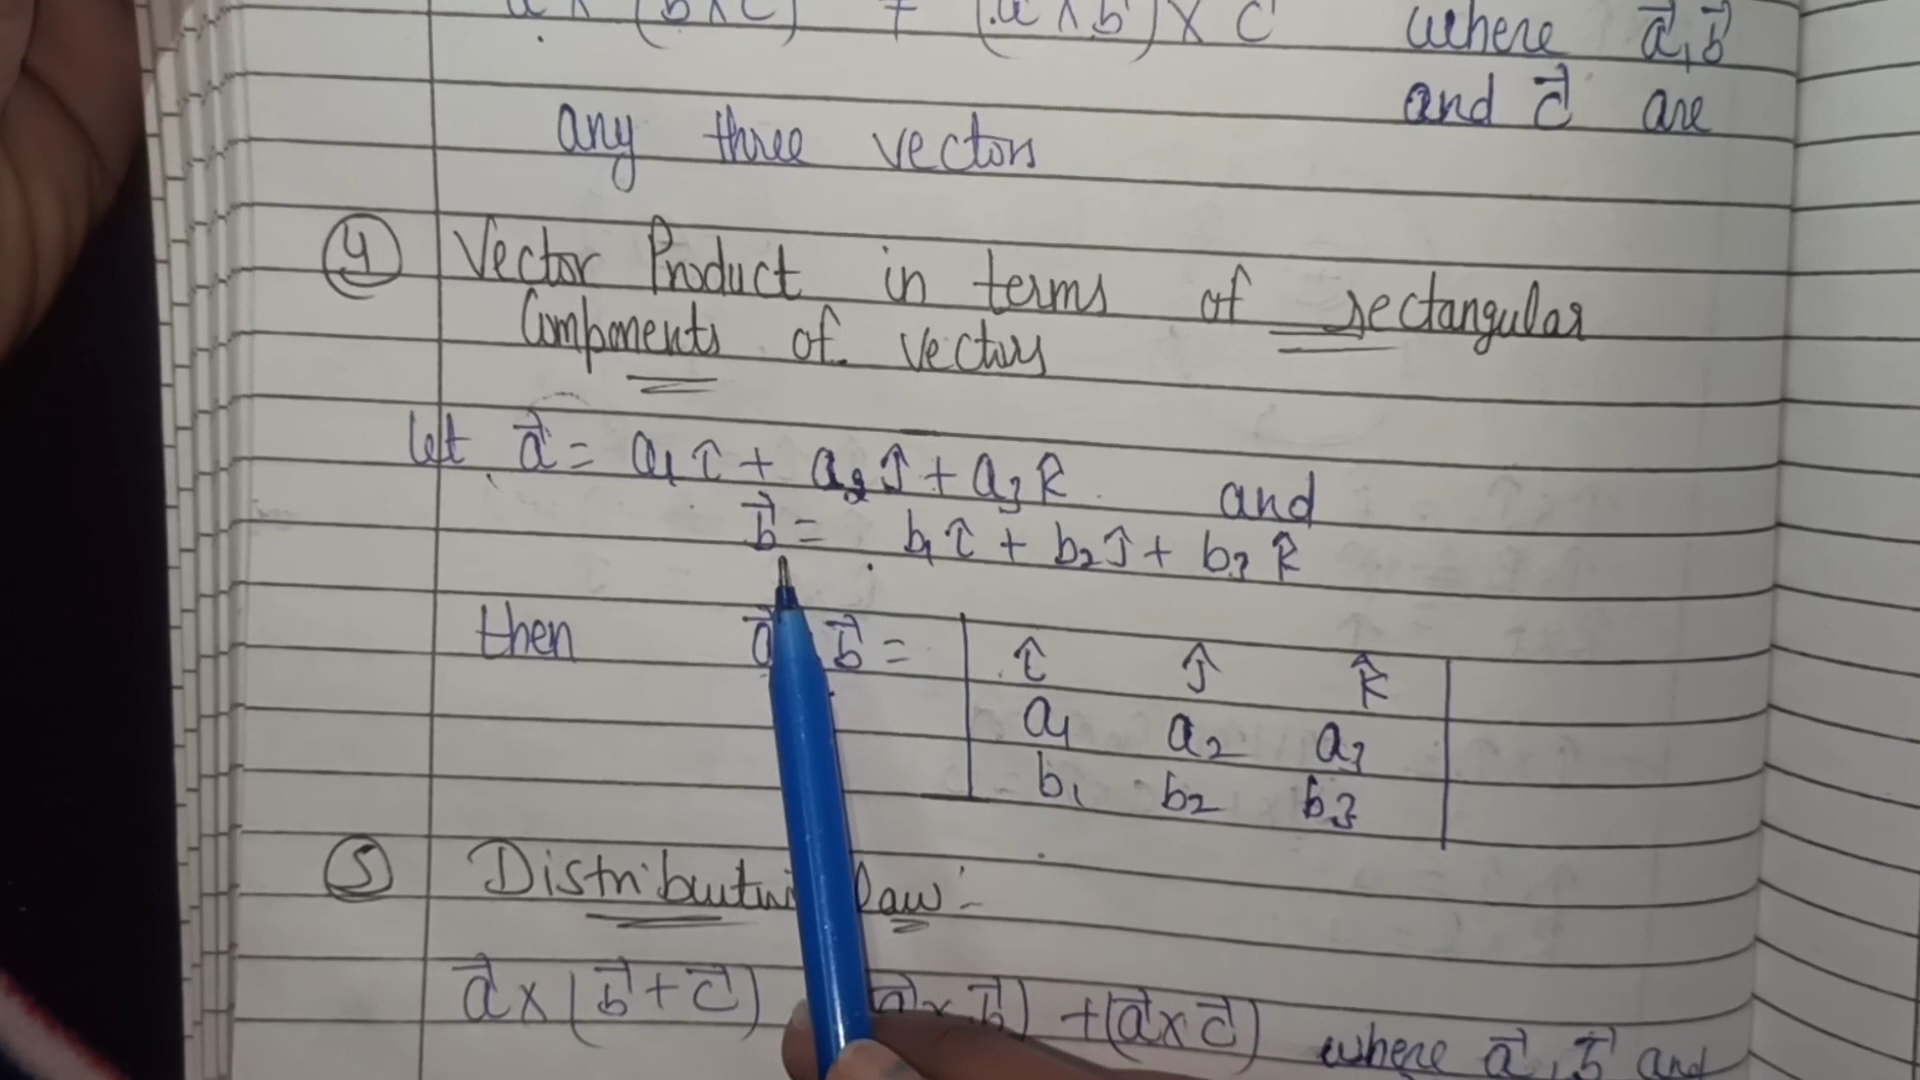 a × (b × c) ≠ (a × b) × c where a⃗, b⃗
and c⃗ are
any three vectors
④ Vector Product in terms of rectangular
Components of vectors
let a⃗ = a₁î + a₂ĵ + a₃k̂ and
b⃗ = b₁î + b₂ĵ + b₃k̂
then a⃗ b⃗ = | î ĵ k̂ |
a₁ a₂ a₃
b₁ b₂ b₃
⑤ law :-
a⃗ × (b⃗ + c⃗) (a⃗ × b⃗) + (a⃗ × c⃗) where a⃗, b⃗ and